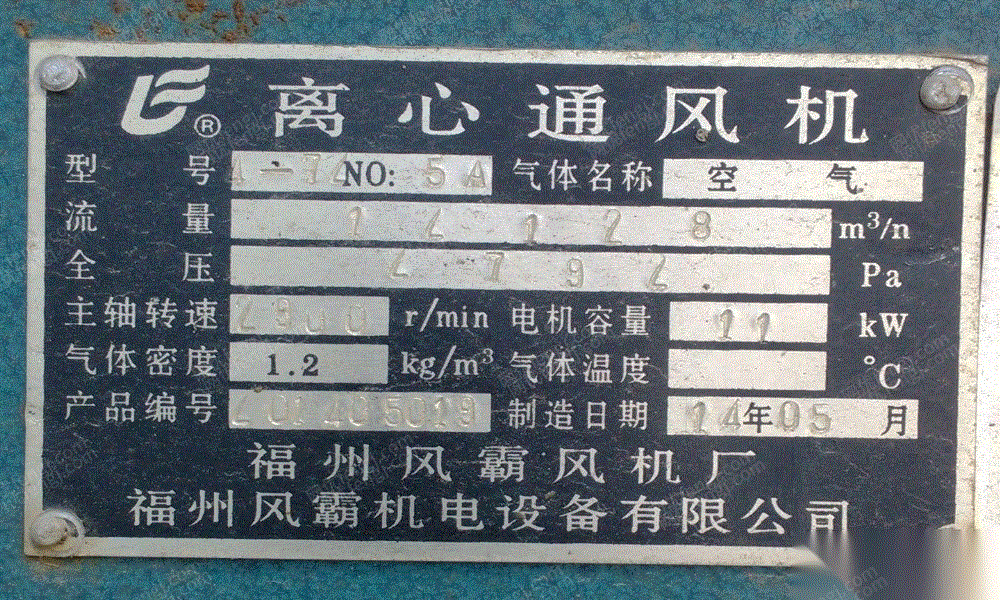 ® 离心通风机
型号 NO: 5A 气体名称 空气
流量 12128 m³/n
全压 2792 Pa
主轴转速 2900 r/min 电机容量 11 kW
气体密度 1.2 kg/m³ 气体温度 °C
产品编号 201405019 制造日期 14年05月
福州风霸风机厂
福州风霸机电设备有限公司